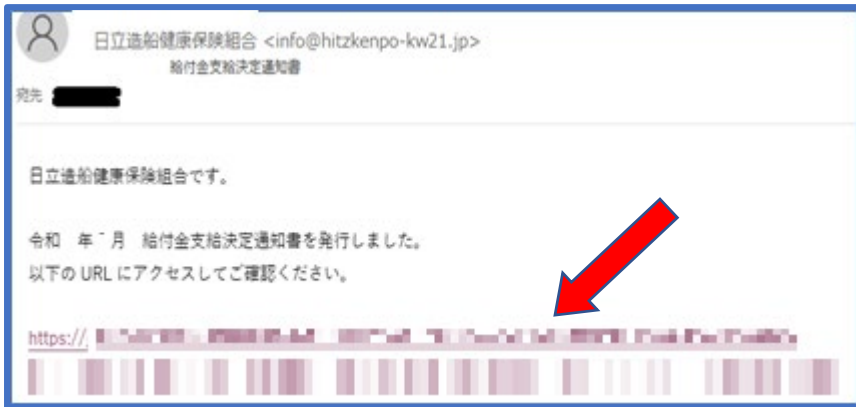 日立造船健康保険組合 <info@hitzkenpo-kw21.jp>
給付金支給決定通知書
宛先
日立造船健康保険組合です。
令和 年 月 給付金支給決定通知書を発行しました。
以下の URL にアクセスしてご確認ください。
https://